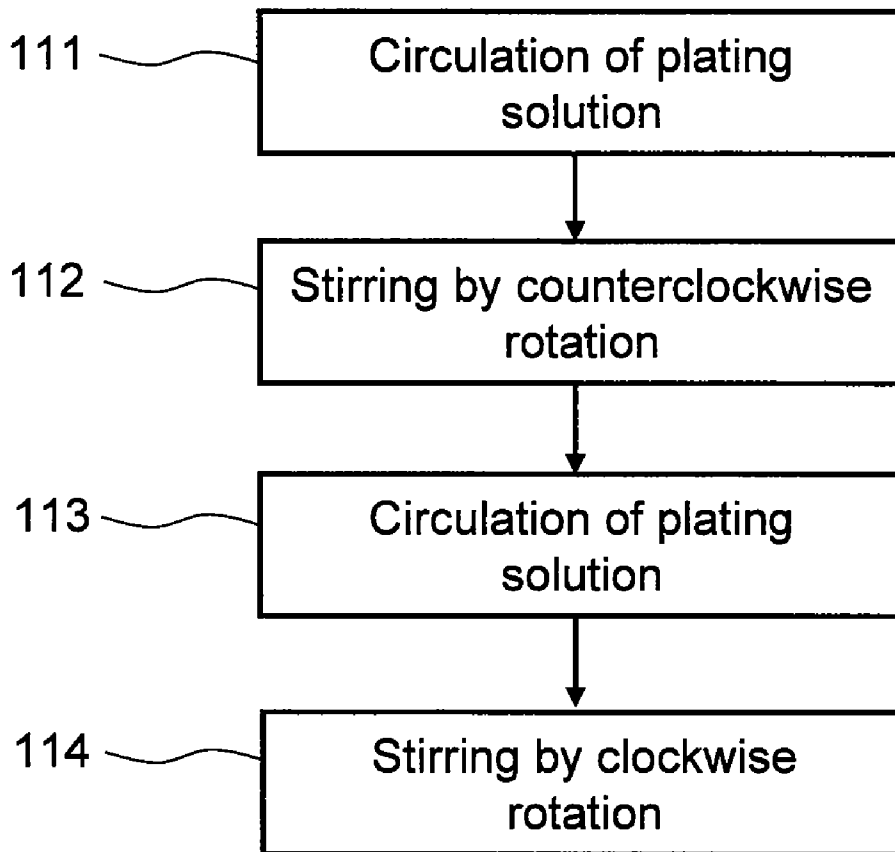 111
Circulation of plating
solution
112
Stirring by counterclockwise
rotation
113
Circulation of plating
solution
114
Stirring by clockwise
rotation